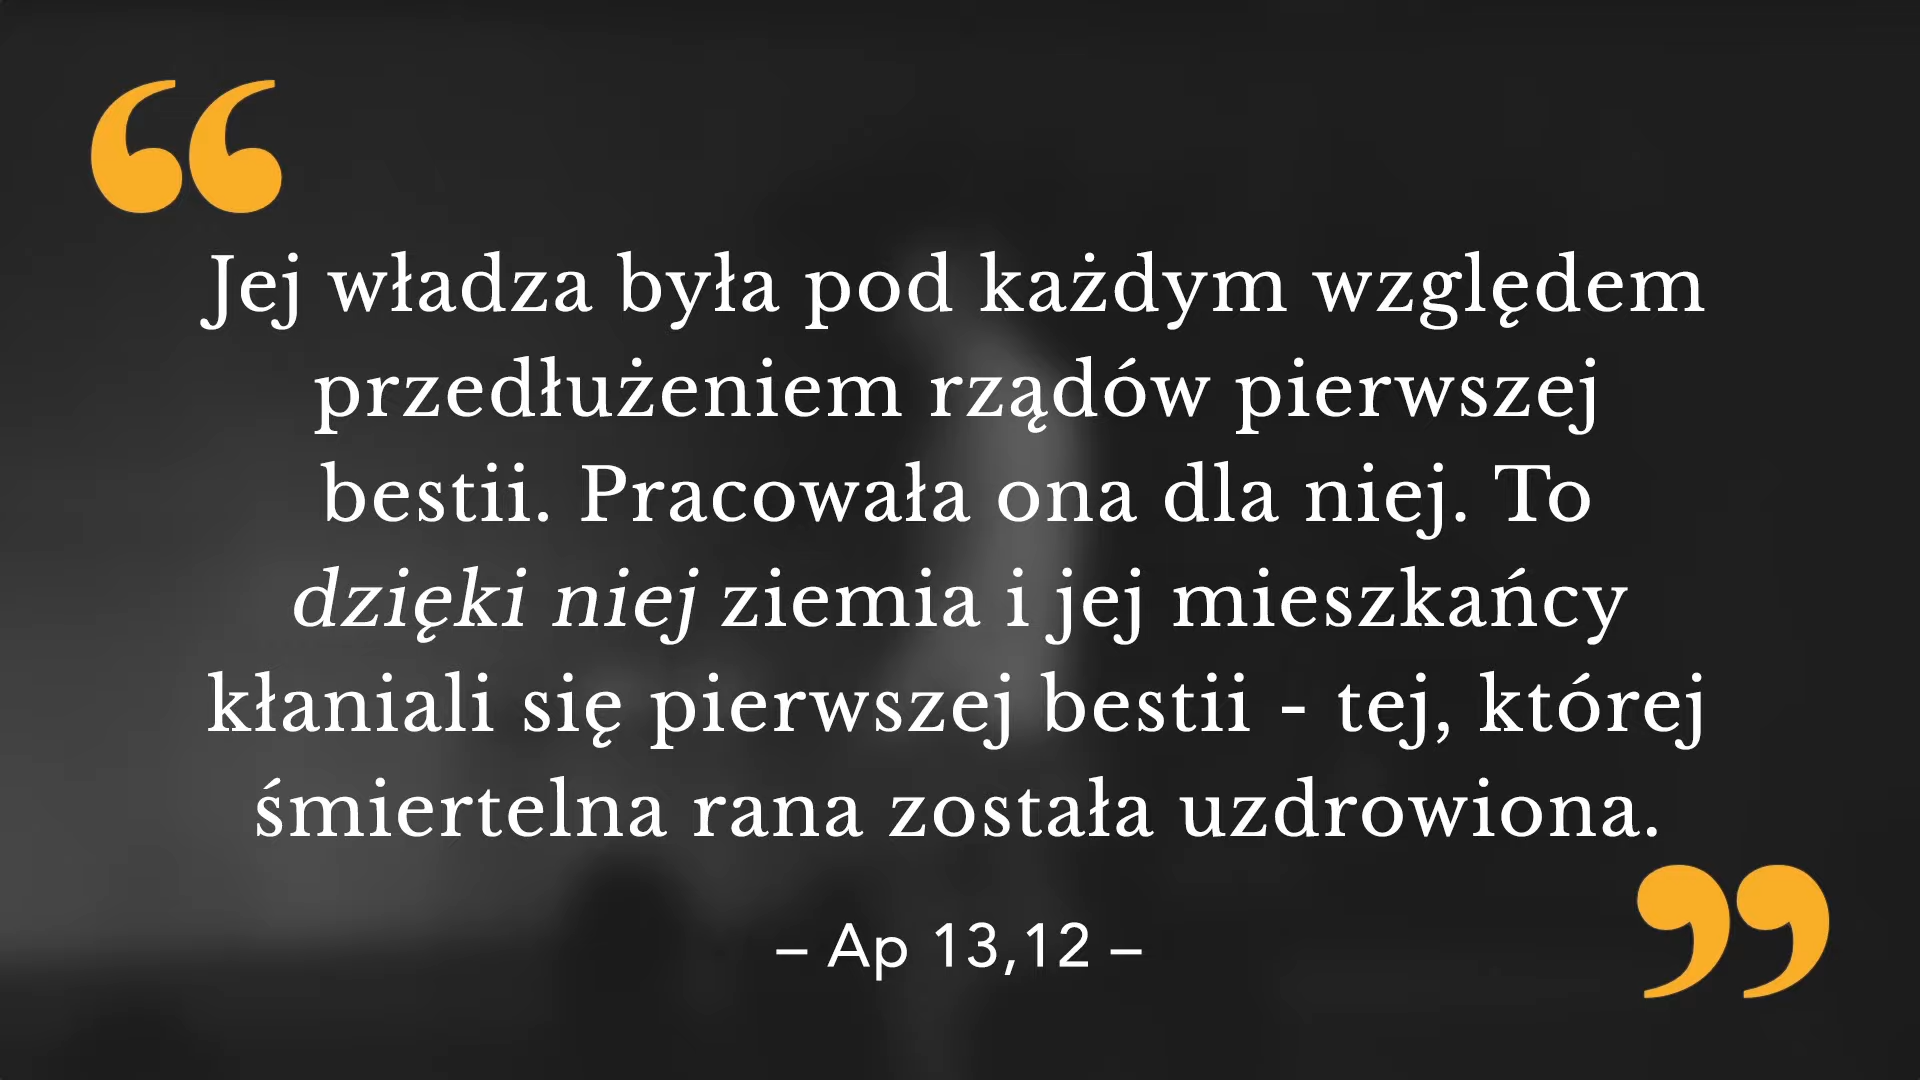 “
Jej władza była pod każdym względem
przedłużeniem rządów pierwszej
bestii. Pracowała ona dla niej. To
dzięki niej ziemia i jej mieszkańcy
kłaniali się pierwszej bestii - tej, której
śmiertelna rana została uzdrowiona.
”
– Ap 13,12 –